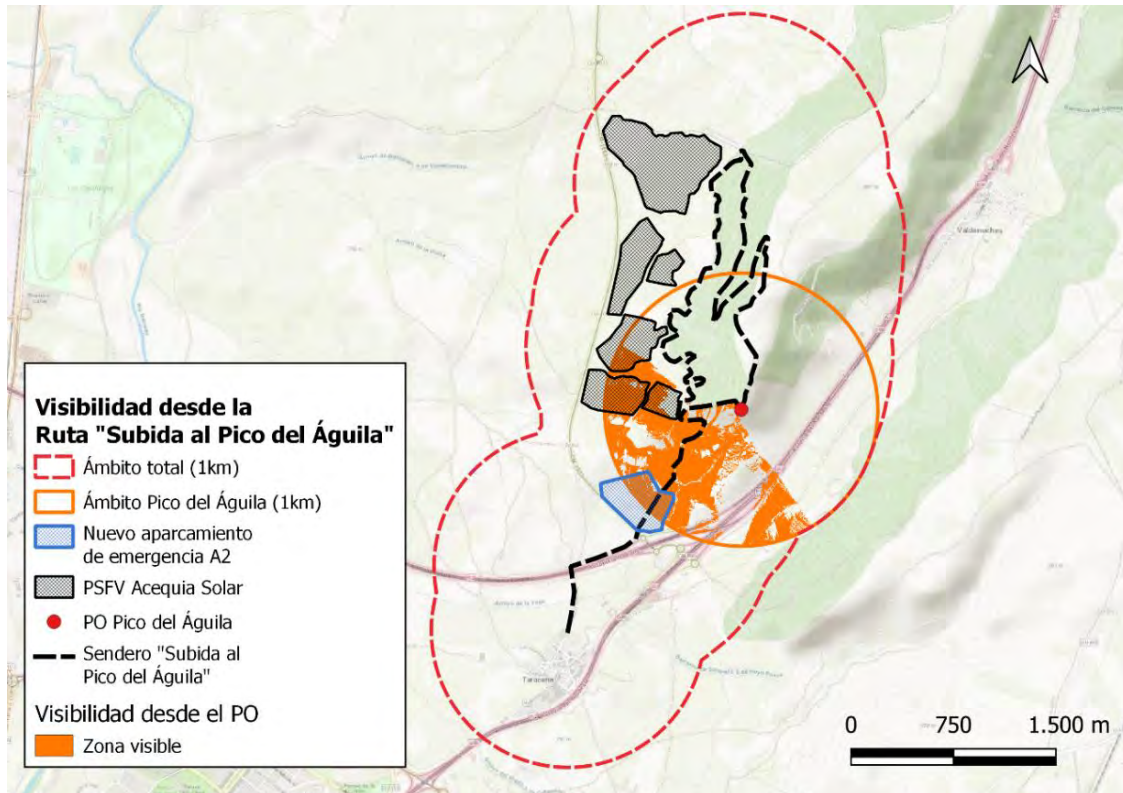 Valdenoches
Taracena
Visibilidad desde la
Ruta "Subida al Pico del Águila"
Ámbito total (1km)
Ámbito Pico del Águila (1km)
Nuevo aparcamiento
de emergencia A2
PSFV Acequia Solar
PO Pico del Águila
Sendero "Subida al
Pico del Águila"
Visibilidad desde el PO
Zona visible
0 750 1.500 m